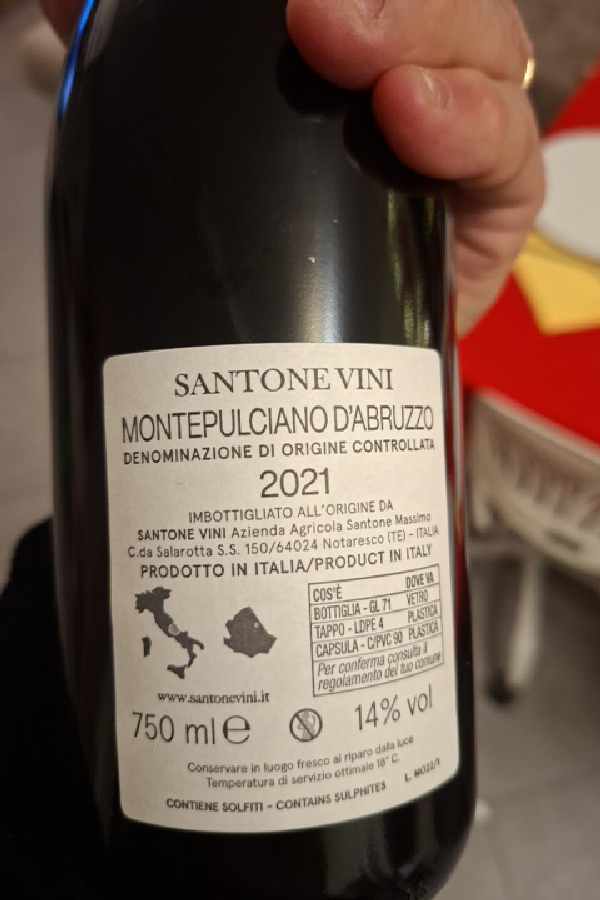 SANTONE VINI
MONTEPULCIANO D'ABRUZZO
DENOMINAZIONE DI ORIGINE CONTROLLATA
2021
IMBOTTIGLIATO ALL'ORIGINE DA
SANTONE VINI Azienda Agricola Santone Massimo
C.da Salarotta S.S. 150/64024 Notaresco (TE) - ITALIA
PRODOTTO IN ITALIA/PRODUCT IN ITALY
COS'È DOVE VA
BOTTIGLIA - GL 71 VETRO
TAPPO - LDPE 4 PLASTICA
CAPSULA - C/PVC 90 PLASTICA
Per conferma consulta il
regolamento del tuo comune
www.santonevini.it
750 ml e 14% vol
Conservare in luogo fresco al riparo dalla luce
Temperatura di servizio ottimale 18° C.
CONTIENE SOLFITI - CONTAINS SULPHITES L. M022/1